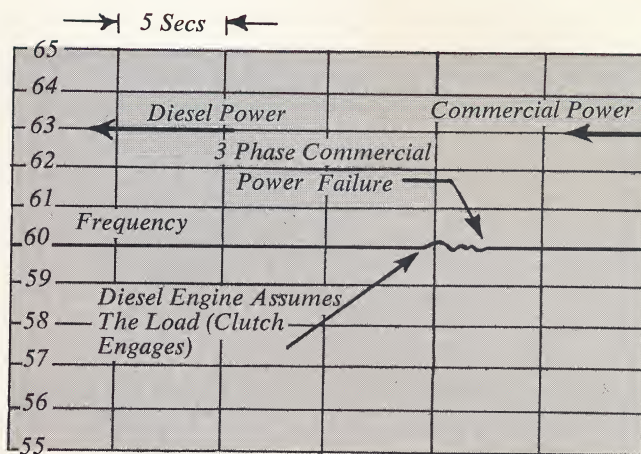 5 Secs
65
64
Diesel Power
Commercial Power
63
3 Phase Commercial
62
Power Failure
61
Frequency
60
59
Diesel Engine Assumes
The Load (Clutch
58
Engages)
57
56
55